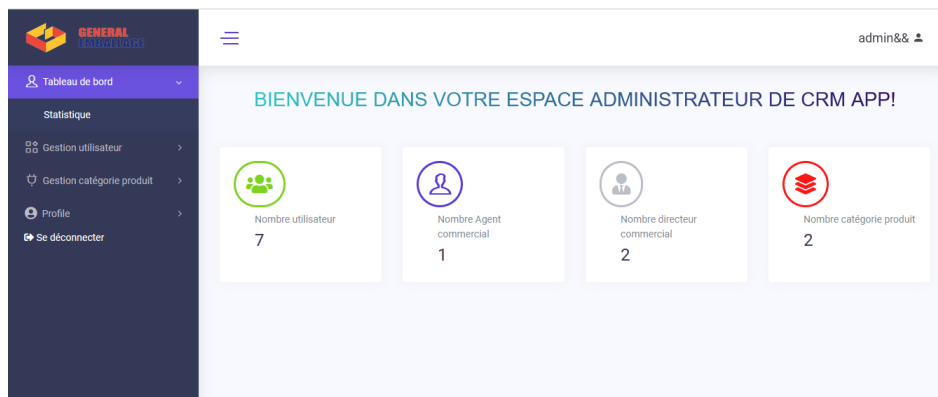 GENERAL
EMBALLAGE
admin&&
Tableau de bord
Statistique
Gestion utilisateur
Gestion catégorie produit
Profile
Se déconnecter
BIENVENUE DANS VOTRE ESPACE ADMINISTRATEUR DE CRM APP!
Nombre utilisateur
7
Nombre Agent
commercial
1
Nombre directeur
commercial
2
Nombre catégorie produit
2